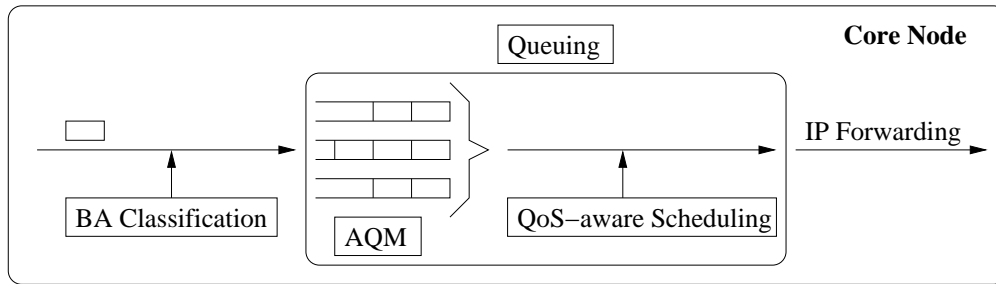 Queuing
Core Node
IP Forwarding
BA Classification
AQM
QoS−aware Scheduling